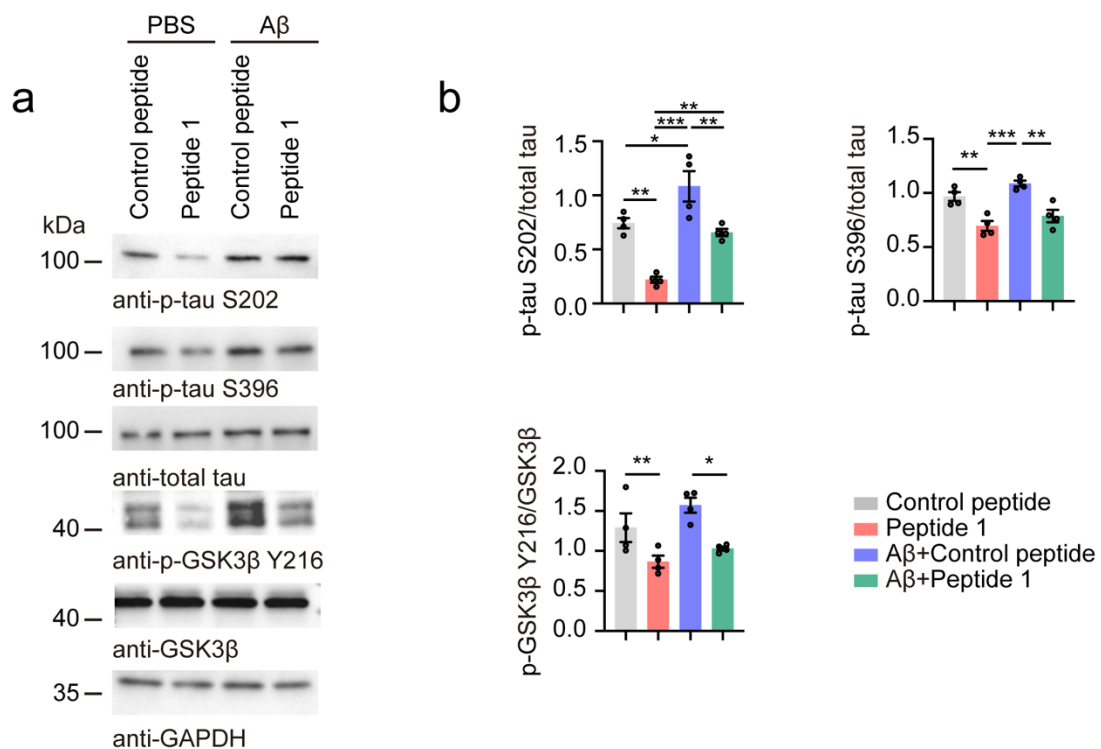 a
PBS
Aβ
Control peptide
Peptide 1
Control peptide
Peptide 1
kDa
100
anti-p-tau S202
100
anti-p-tau S396
100
anti-total tau
40
anti-p-GSK3β Y216
40
anti-GSK3β
35
anti-GAPDH
b
p-tau S202/total tau
1.5
1.0
0.5
0.0
**
*
***
**
**
p-tau S396/total tau
1.5
1.0
0.5
0.0
**
***
**
p-GSK3β Y216/GSK3β
2.0
1.5
1.0
0.5
0.0
**
*
Control peptide
Peptide 1
Aβ+Control peptide
Aβ+Peptide 1